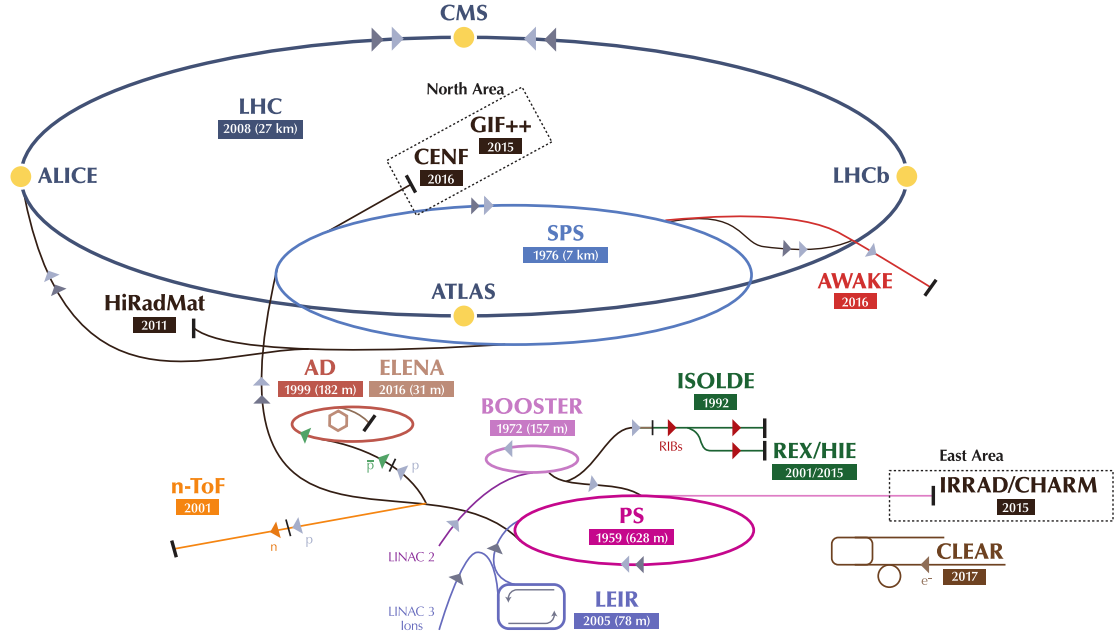 CMS
North Area
LHC
2008 (27 km)
GIF++
2015
CENF
2016
ALICE
LHCb
SPS
1976 (7 km)
AWAKE
2016
ATLAS
HiRadMat
2011
AD
1999 (182 m)
ELENA
2016 (31 m)
ISOLDE
1992
BOOSTER
1972 (157 m)
RIBs
REX/HIE
2001/2015
p̅
p
East Area
n-ToF
2001
IRRAD/CHARM
2015
PS
1959 (628 m)
n
p
LINAC 2
CLEAR
2017
e-
LEIR
2005 (78 m)
LINAC 3
Ions